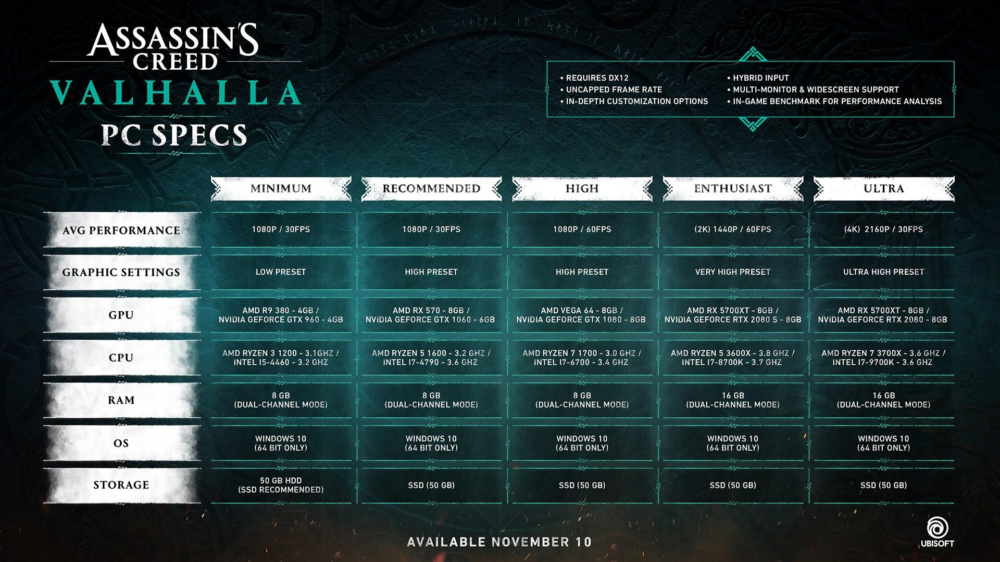 ASSASSIN'S
CREED
VALHALLA
PC SPECS
• REQUIRES DX12
• UNCAPPED FRAME RATE
• IN-DEPTH CUSTOMIZATION OPTIONS
• HYBRID INPUT
• MULTI-MONITOR & WIDESCREEN SUPPORT
• IN-GAME BENCHMARK FOR PERFORMANCE ANALYSIS
MINIMUM RECOMMENDED HIGH ENTHUSIAST ULTRA
AVG PERFORMANCE 1080P / 30FPS 1080P / 30FPS 1080P / 60FPS (2K) 1440P / 60FPS (4K) 2160P / 30FPS
GRAPHIC SETTINGS LOW PRESET HIGH PRESET HIGH PRESET VERY HIGH PRESET ULTRA HIGH PRESET
GPU
AMD R9 380 - 4GB /
NVIDIA GEFORCE GTX 960 - 4GB
AMD RX 570 - 8GB /
NVIDIA GEFORCE GTX 1060 - 6GB
AMD VEGA 64 - 8GB /
NVIDIA GEFORCE GTX 1080 - 8GB
AMD RX 5700XT - 8GB /
NVIDIA GEFORCE RTX 2080 S - 8GB
AMD RX 5700XT - 8GB /
NVIDIA GEFORCE RTX 2080 - 8GB
CPU
AMD RYZEN 3 1200 - 3.1GHZ /
INTEL I5-4460 - 3.2 GHZ
AMD RYZEN 5 1600 - 3.2 GHZ /
INTEL I7-4790 - 3.6 GHZ
AMD RYZEN 7 1700 - 3.0 GHZ /
INTEL I7-6700 - 3.4 GHZ
AMD RYZEN 5 3600X - 3.8 GHZ /
INTEL I7-8700K - 3.7 GHZ
AMD RYZEN 7 3700X - 3.6 GHZ /
INTEL I7-9700K - 3.6 GHZ
RAM
8 GB
(DUAL-CHANNEL MODE)
8 GB
(DUAL-CHANNEL MODE)
8 GB
(DUAL-CHANNEL MODE)
16 GB
(DUAL-CHANNEL MODE)
16 GB
(DUAL-CHANNEL MODE)
OS
WINDOWS 10
(64 BIT ONLY)
WINDOWS 10
(64 BIT ONLY)
WINDOWS 10
(64 BIT ONLY)
WINDOWS 10
(64 BIT ONLY)
WINDOWS 10
(64 BIT ONLY)
STORAGE
50 GB HDD
(SSD RECOMMENDED)
SSD (50 GB)
SSD (50 GB)
SSD (50 GB)
SSD (50 GB)
AVAILABLE NOVEMBER 10
UBISOFT